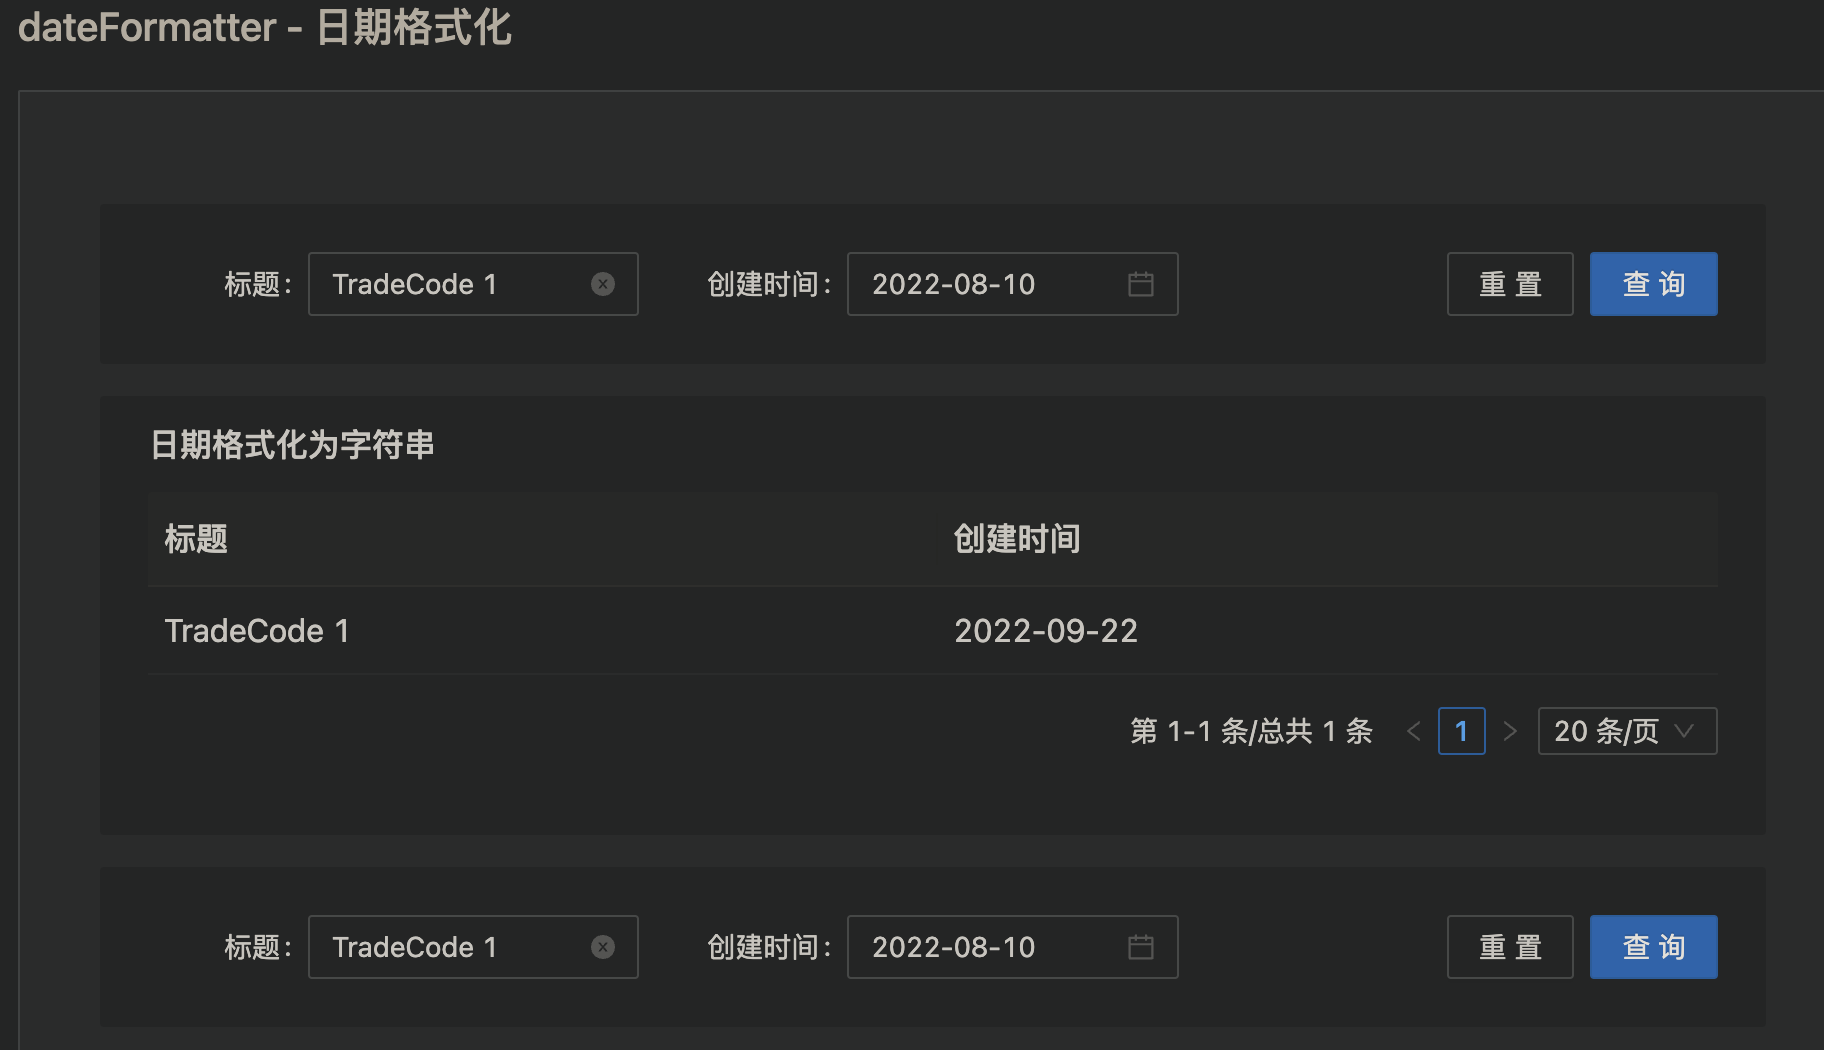 dateFormatter - 日期格式化
标题: TradeCode 1 创建时间: 2022-08-10 重 置 查 询
日期格式化为字符串
标题 创建时间
TradeCode 1 2022-09-22
第 1-1 条/总共 1 条 < 1 > 20 条/页
标题: TradeCode 1 创建时间: 2022-08-10 重 置 查 询